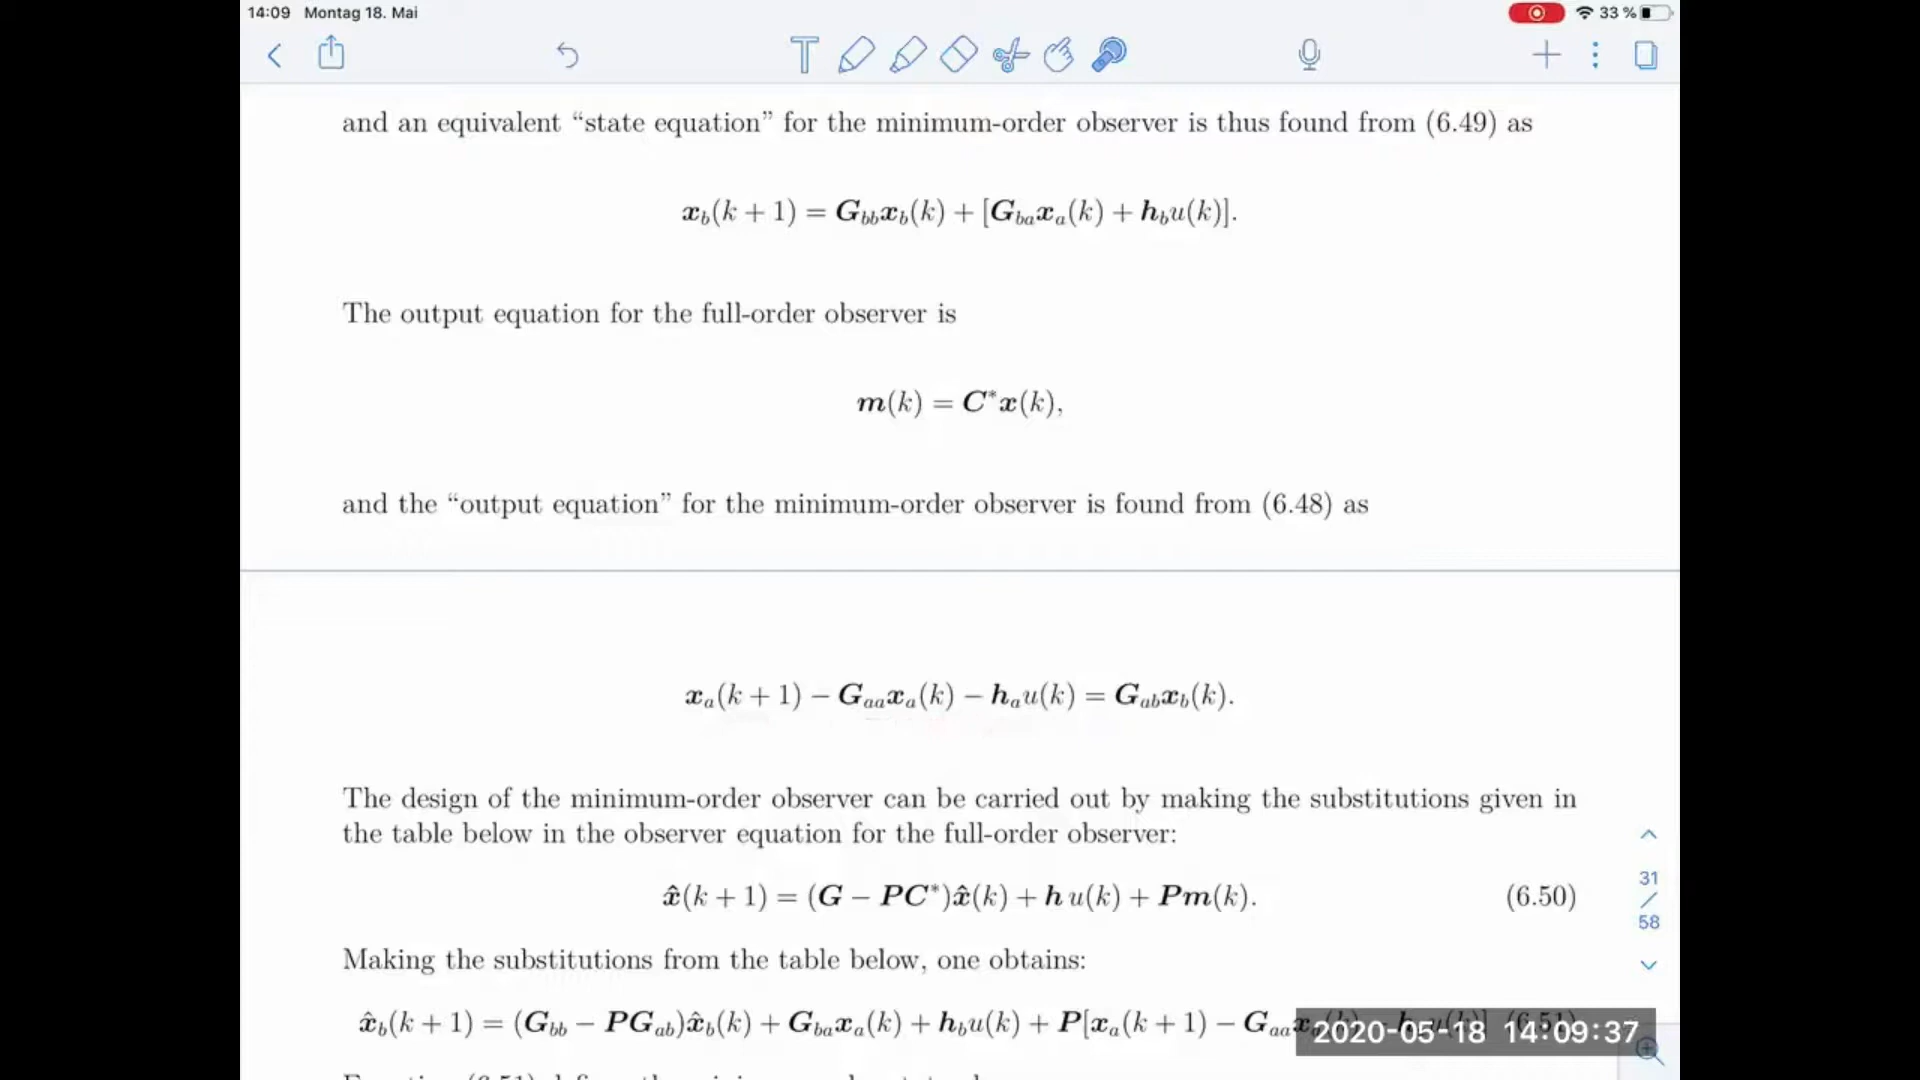 14:09 Montag 18. Mai
33 %
and an equivalent “state equation” for the minimum-order observer is thus found from (6.49) as
x_b(k + 1) = G_bb x_b(k) + [G_ba x_a(k) + h_b u(k)].
The output equation for the full-order observer is
m(k) = C* x(k),
and the “output equation” for the minimum-order observer is found from (6.48) as
x_a(k + 1) − G_aa x_a(k) − h_a u(k) = G_ab x_b(k).
The design of the minimum-order observer can be carried out by making the substitutions given in
the table below in the observer equation for the full-order observer:
x̂(k + 1) = (G − PC*)x̂(k) + h u(k) + Pm(k). (6.50)
31
/
58
Making the substitutions from the table below, one obtains:
x̂_b(k + 1) = (G_bb − PG_ab)x̂_b(k) + G_ba x_a(k) + h_b u(k) + P[x_a(k + 1) − G_aa x_a(k) − h_a u(k)] (6.51)
2020-05-18 14:09:37